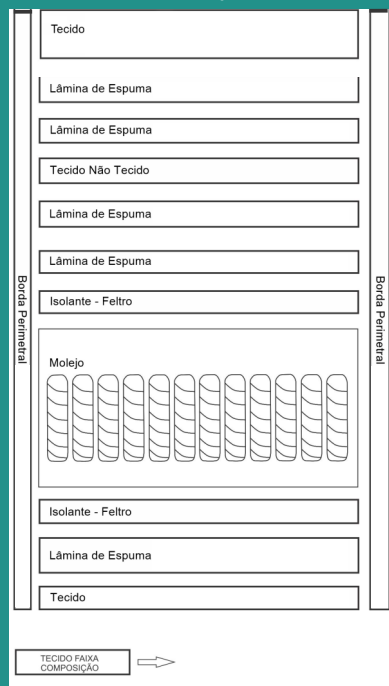 Tecido
Lâmina de Espuma
Lâmina de Espuma
Tecido Não Tecido
Lâmina de Espuma
Lâmina de Espuma
Borda Perimetral
Borda Perimetral
Isolante - Feltro
Molejo
Isolante - Feltro
Lâmina de Espuma
Tecido
TECIDO FAIXA
COMPOSIÇÃO